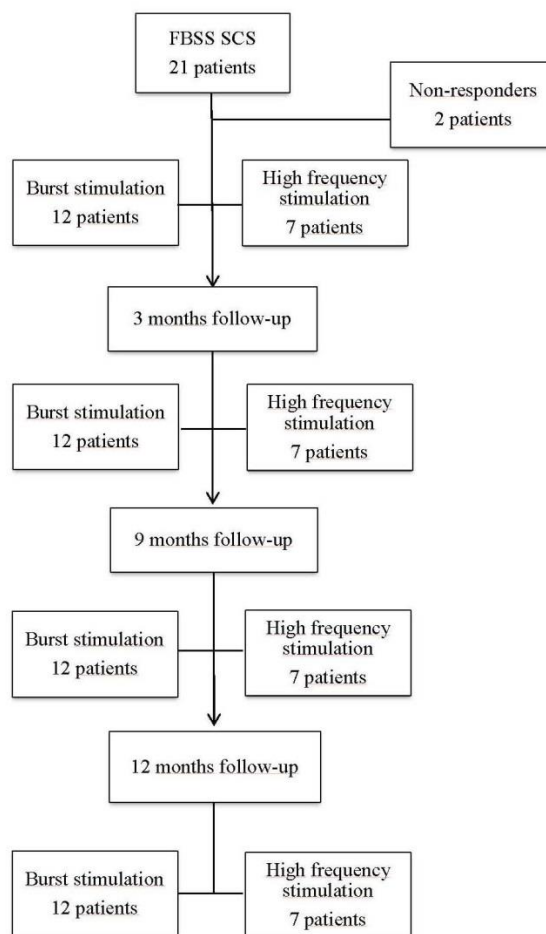 FBSS SCS
21 patients
Non-responders
2 patients
Burst stimulation
12 patients
High frequency
stimulation
7 patients
3 months follow-up
Burst stimulation
12 patients
High frequency
stimulation
7 patients
9 months follow-up
Burst stimulation
12 patients
High frequency
stimulation
7 patients
12 months follow-up
Burst stimulation
12 patients
High frequency
stimulation
7 patients